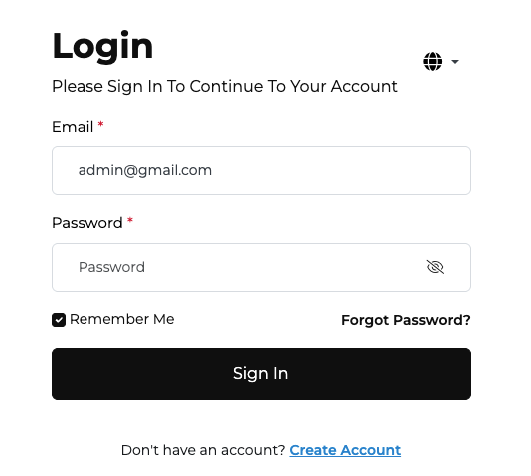 Login
Please Sign In To Continue To Your Account
Email *
admin@gmail.com
Password *
Password
Remember Me
Forgot Password?
Sign In
Don't have an account? Create Account